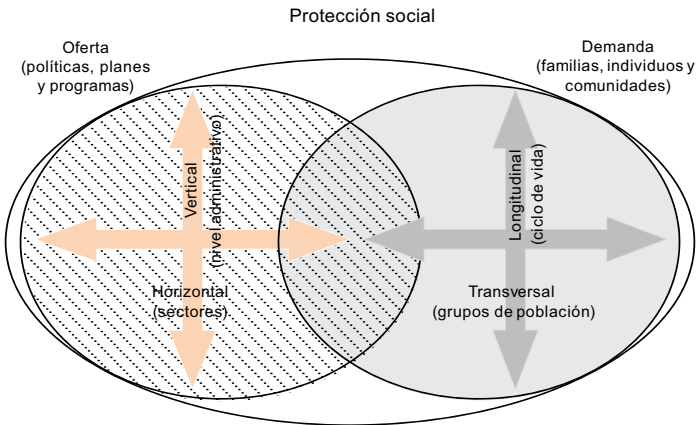 Protección social
Oferta
(políticas, planes
y programas)
Demanda
(familias, individuos y
comunidades)
Vertical
(nivel administrativo)
Horizontal
(sectores)
Longitudinal
(ciclo de vida)
Transversal
(grupos de población)